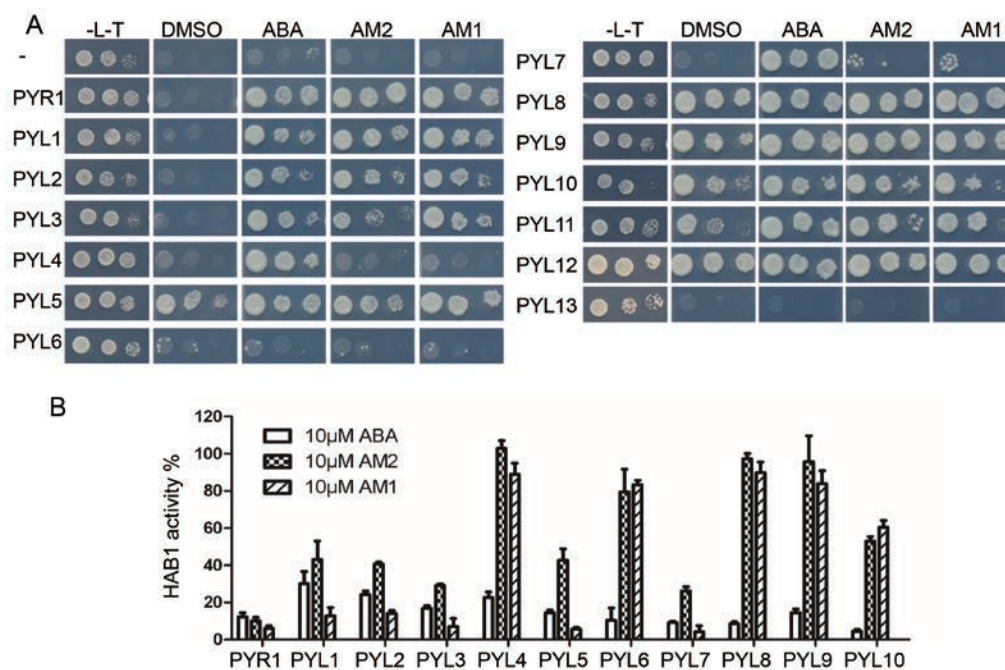 A
-L-T DMSO ABA AM2 AM1
-
PYR1
PYL1
PYL2
PYL3
PYL4
PYL5
PYL6
-L-T DMSO ABA AM2 AM1
PYL7
PYL8
PYL9
PYL10
PYL11
PYL12
PYL13
B
HAB1 activity %
120
100
80
60
40
20
0
10µM ABA
10µM AM2
10µM AM1
PYR1 PYL1 PYL2 PYL3 PYL4 PYL5 PYL6 PYL7 PYL8 PYL9 PYL10